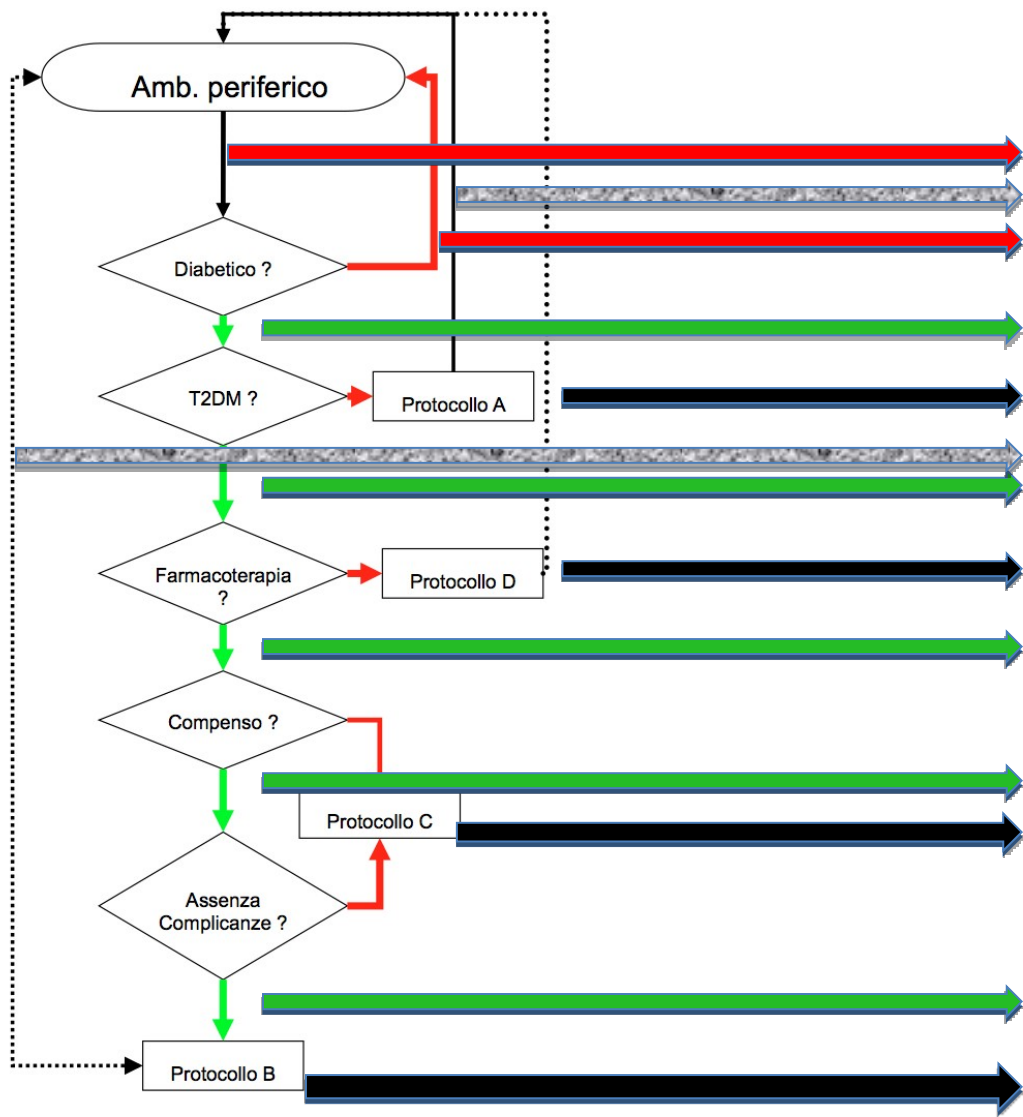 Amb. periferico
Diabetico ?
T2DM ?
Protocollo A
Farmacoterapia
?
Protocollo D
Compenso ?
Protocollo C
Assenza
Complicanze ?
Protocollo B